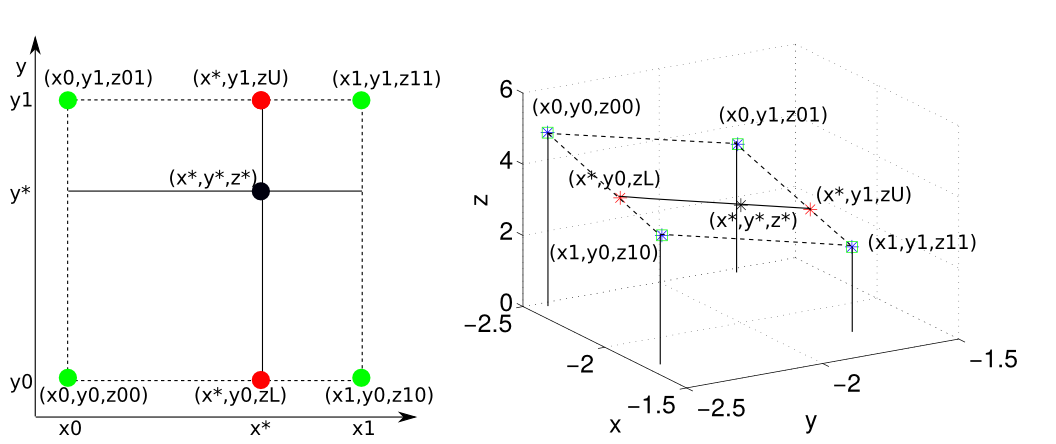 y
(x0,y1,z01) (x*,y1,zU) (x1,y1,z11)
y1
(x*,y*,z*)
y*
y0
(x0,y0,z00) (x*,y0,zL) (x1,y0,z10)
x0 x* x1
6
(x0,y0,z00)
(x0,y1,z01)
4
(x*,y0,zL)
(x*,y1,zU)
z
(x*,y*,z*)
2
(x1,y0,z10)
(x1,y1,z11)
0
−2.5
−2
−1.5
x
−2.5
−2
−1.5
y